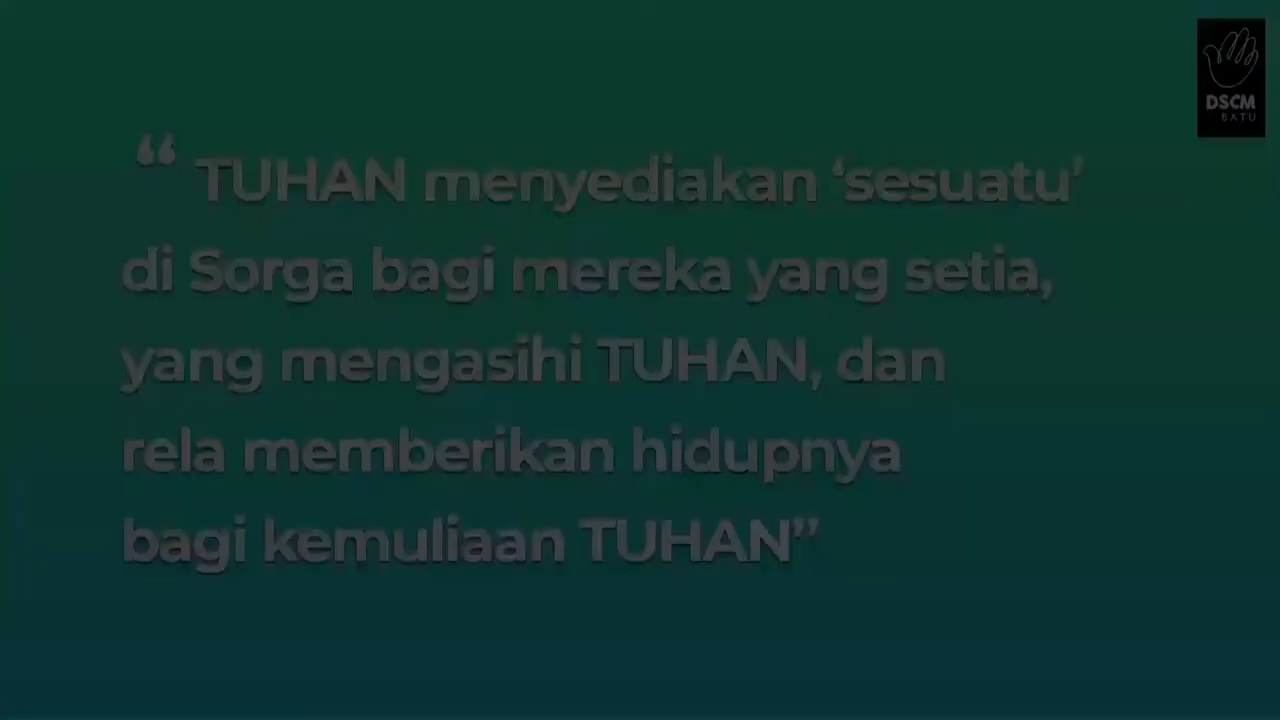 “ TUHAN menyediakan ‘sesuatu’
di Sorga bagi mereka yang setia,
yang mengasihi TUHAN, dan
rela memberikan hidupnya
bagi kemuliaan TUHAN”
DSCM
BATU